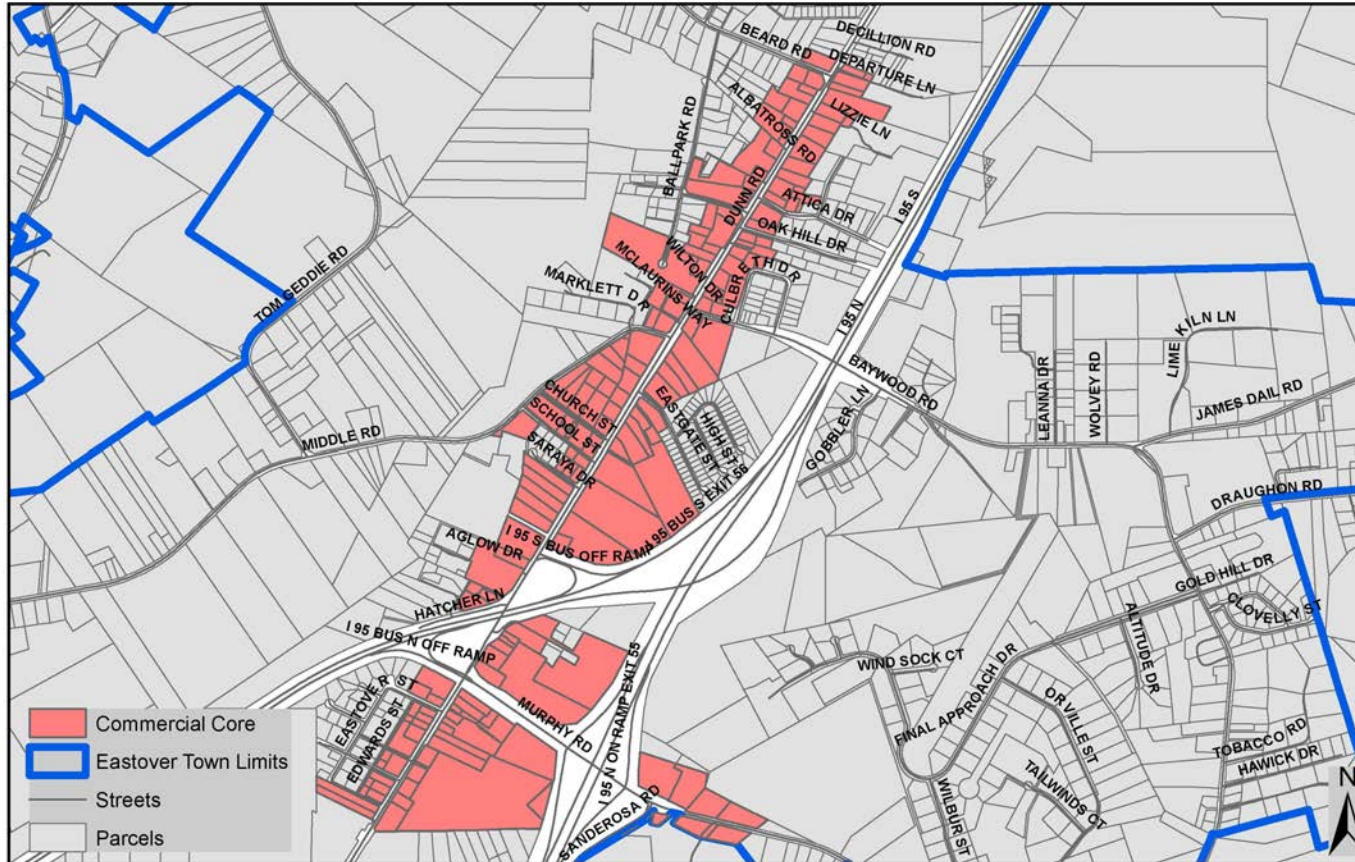 DECILLION RD
BEARD RD
DEPARTURE LN
LIZZIE LN
ALBATROSS RD
BALLPARK RD
DUNN RD
ATTICA DR
I 95 S
OAK HILL DR
WILTON DR
MCLAURINS WAY
CULBRETH DR
MARKLETT DR
TOM GEDDIE RD
I 95 N
BAYWOOD RD
KILN LN
LIME
LEANNA DR
WOLVEY RD
JAMES DAIL RD
GOBBLER LN
HIGH ST
EASTGATE ST
CHURCH ST
SCHOOL ST
SARAYA DR
MIDDLE RD
I 95 BUS S EXIT 56
DRAUGHON RD
I 95 S BUS OFF RAMP
AGLOW DR
GOLD HILL DR
CLOVELLY ST
ALTITUDE DR
HATCHER LN
I 95 BUS N OFF RAMP
WIND SOCK CT
FINAL APPROACH DR
ORVILLE ST
MURPHY RD
I 95 N ON RAMP EXIT 55
EASTOVER ST
EDWARDS ST
TOBACCO RD
HAWICK DR
TAILWINDS CT
WILBUR ST
SANDEROSA RD
Commercial Core
Eastover Town Limits
Streets
Parcels
N